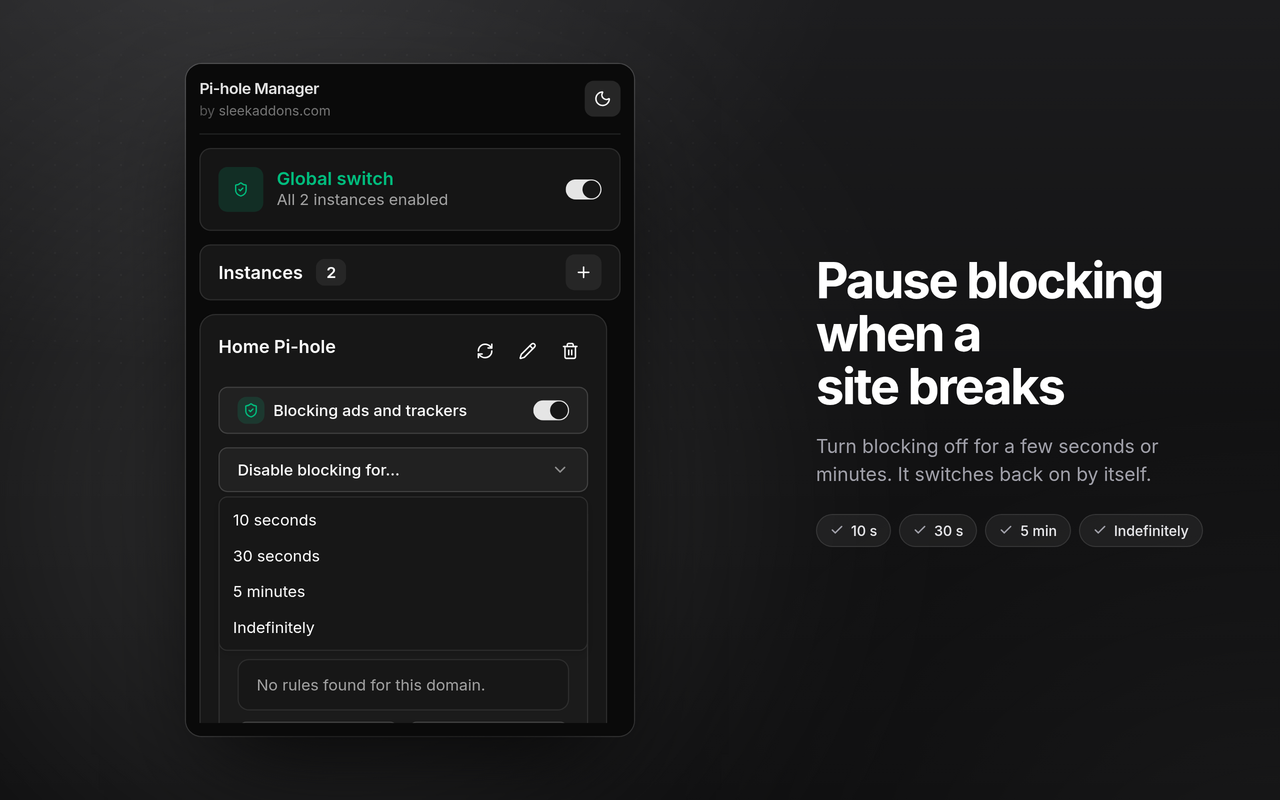 Pi-hole Manager
by sleekaddons.com
Global switch
All 2 instances enabled
Instances 2
Home Pi-hole
Blocking ads and trackers
Disable blocking for...
10 seconds
30 seconds
5 minutes
Indefinitely
No rules found for this domain.
Pause blocking
when a
site breaks
Turn blocking off for a few seconds or
minutes. It switches back on by itself.
10 s 30 s 5 min Indefinitely